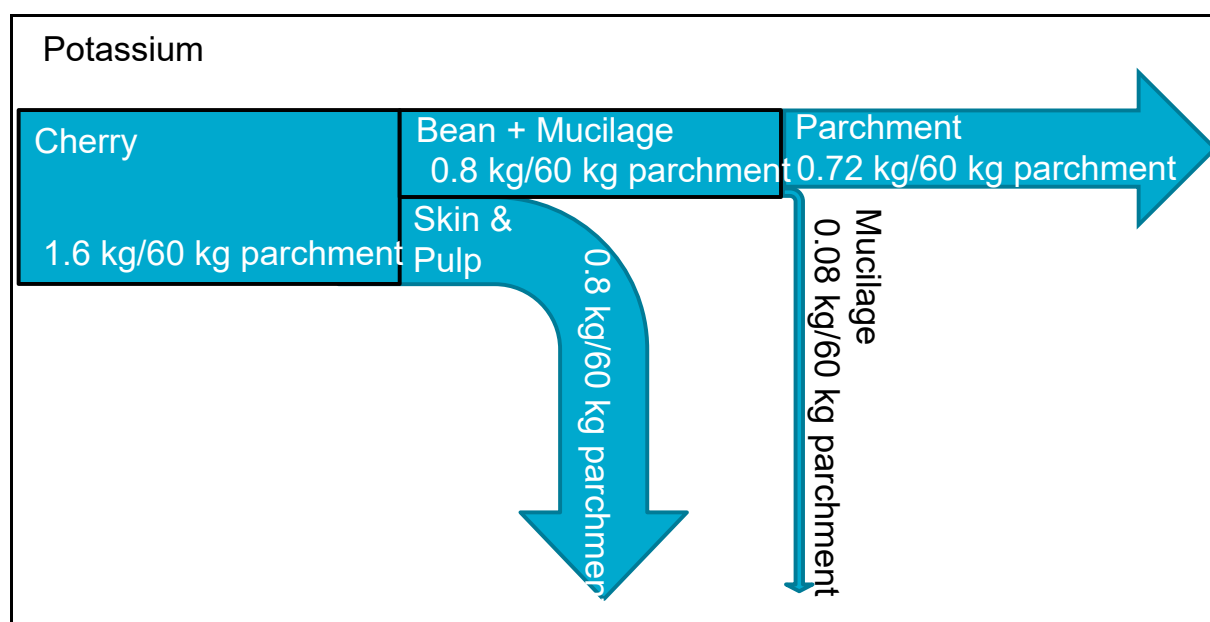 Potassium
Cherry
1.6 kg/60 kg parchment
Bean + Mucilage
0.8 kg/60 kg parchment
Skin &
Pulp
0.8 kg/60 kg parchmen
Parchment
0.72 kg/60 kg parchment
Mucilage
0.08 kg/60 kg parchment